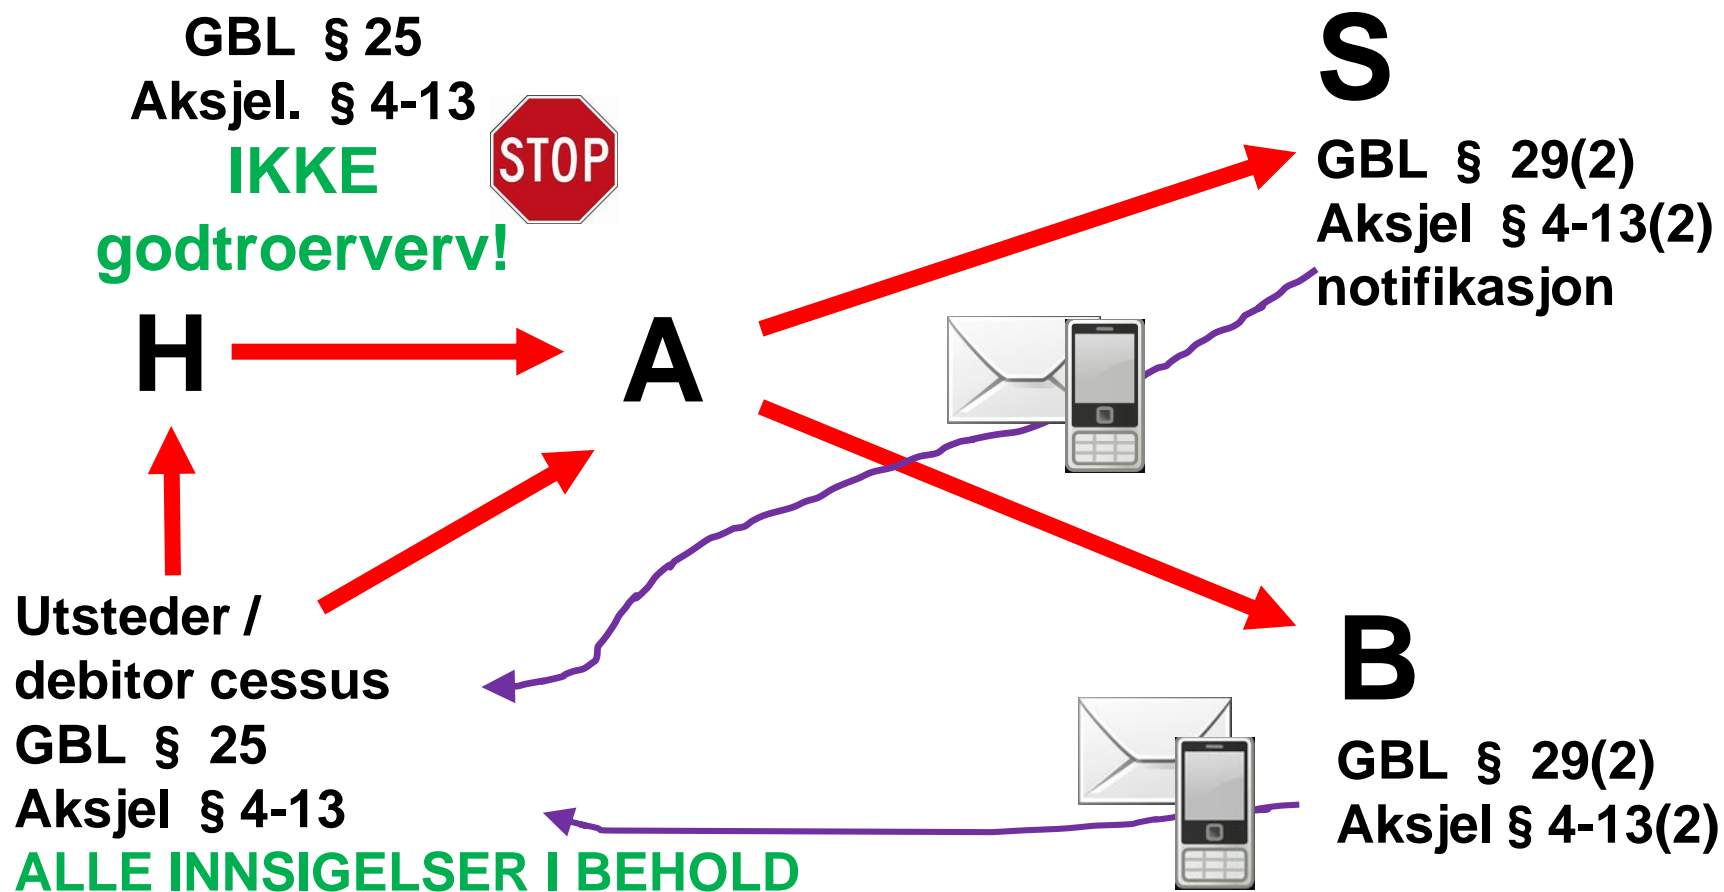 GBL § 25
Aksjel. § 4-13
IKKE
godtroerverv!
STOP
S
GBL § 29(2)
Aksjel § 4-13(2)
notifikasjon
H
A
Utsteder /
debitor cessus
GBL § 25
Aksjel § 4-13
ALLE INNSIGELSER I BEHOLD
B
GBL § 29(2)
Aksjel § 4-13(2)